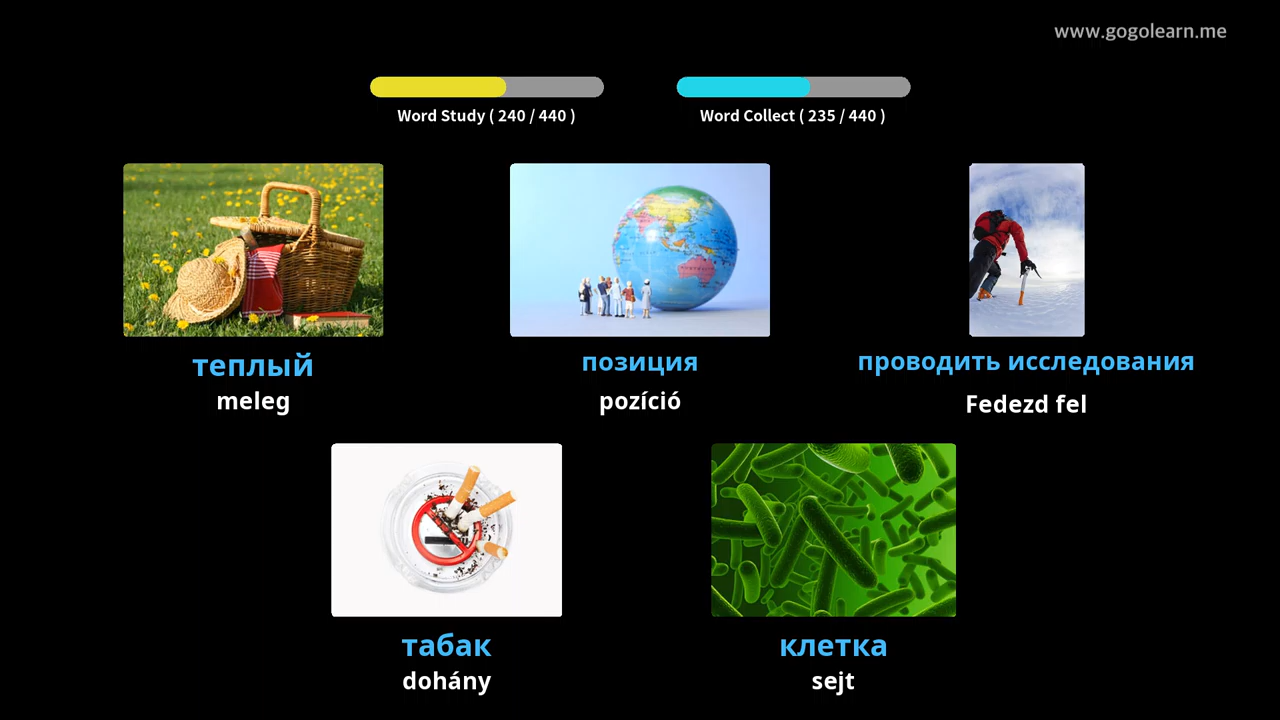 www.gogolearn.me
Word Study ( 240 / 440 )
Word Collect ( 235 / 440 )
теплый
meleg
позиция
pozíció
проводить исследования
Fedezd fel
табак
dohány
клетка
sejt